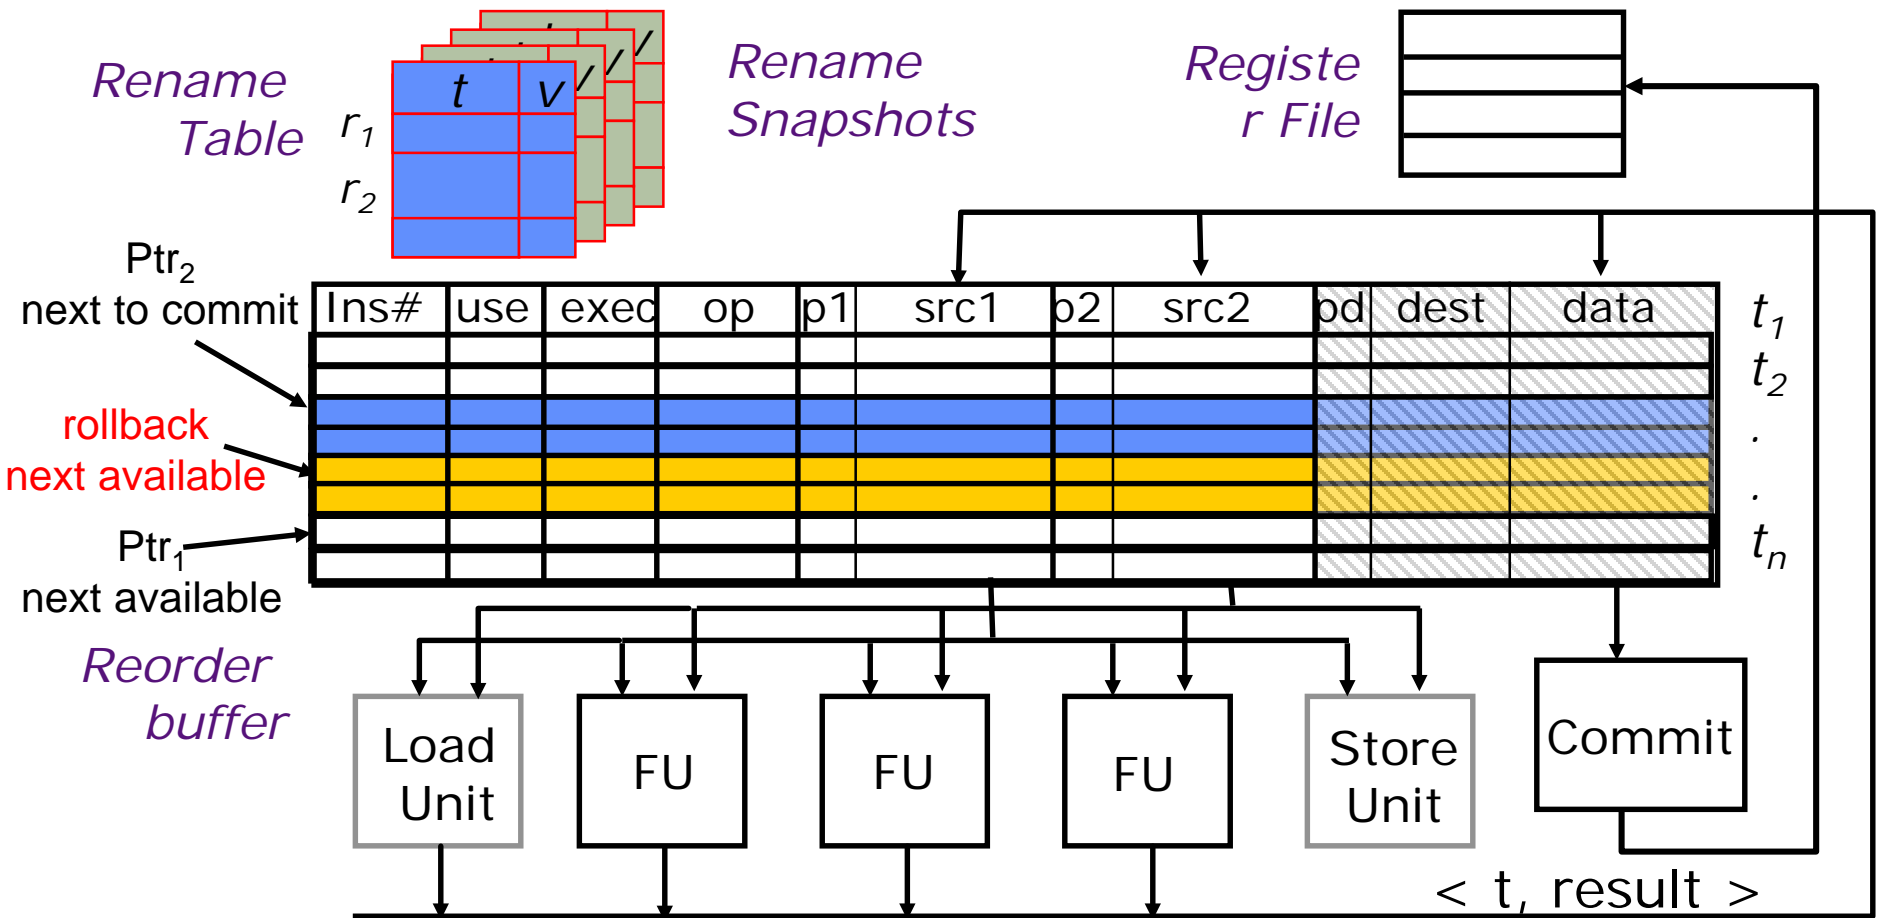 Rename
Table
t v
r1
r2
Rename
Snapshots
Registe
r File
Ptr2
next to commit
rollback
next available
Ptr1
next available
Reorder
buffer
Ins# use exec op p1 src1 p2 src2 pd dest data
t1
t2
.
.
tn
Load
Unit
FU
FU
FU
Store
Unit
Commit
< t, result >